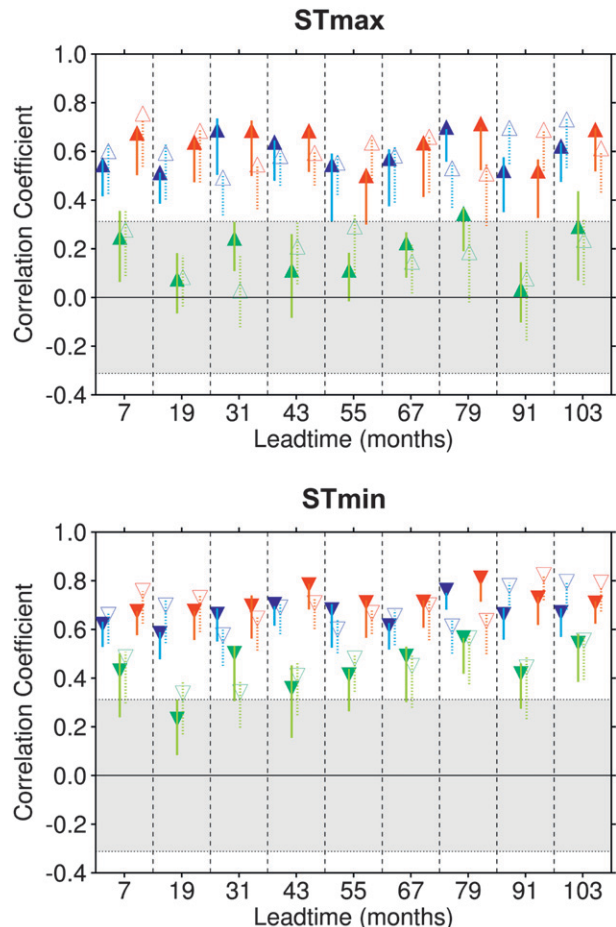 STmax
1.0
0.8
0.6
0.4
0.2
0.0
-0.2
-0.4
Correlation Coefficient
7 19 31 43 55 67 79 91 103
Leadtime (months)
STmin
1.0
0.8
0.6
0.4
0.2
0.0
-0.2
-0.4
Correlation Coefficient
7 19 31 43 55 67 79 91 103
Leadtime (months)